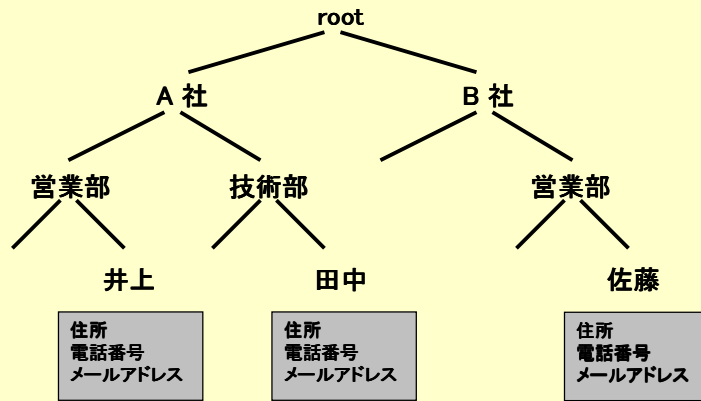 root
A 社
B 社
営業部
技術部
営業部
井上
田中
佐藤
住所
電話番号
メールアドレス
住所
電話番号
メールアドレス
住所
電話番号
メールアドレス